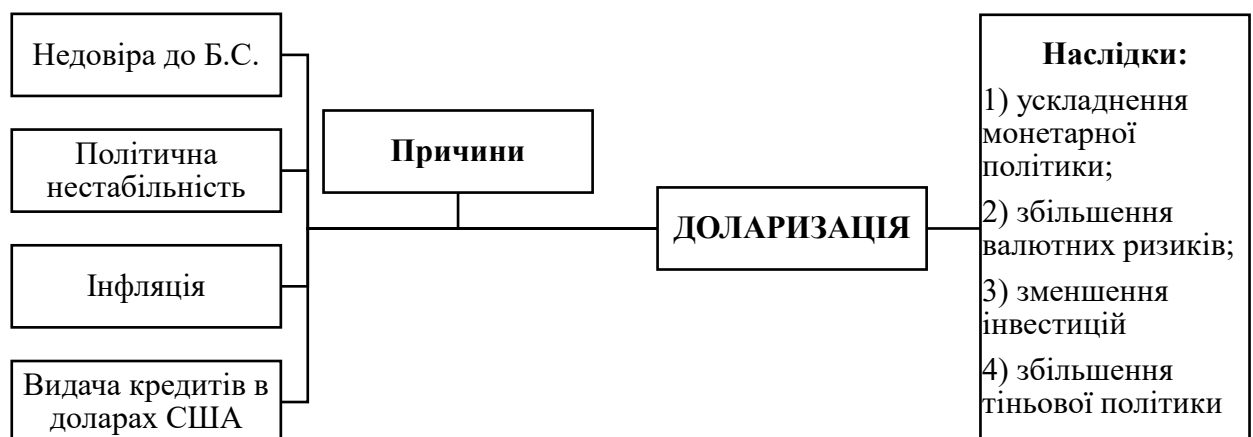 Недовіра до Б.С.
Політична
нестабільність
Інфляція
Видача кредитів в
доларах США
Причини
ДОЛАРИЗАЦІЯ
Наслідки:
1) ускладнення
монетарної
політики;
2) збільшення
валютних ризиків;
3) зменшення
інвестицій
4) збільшення
тіньової політики